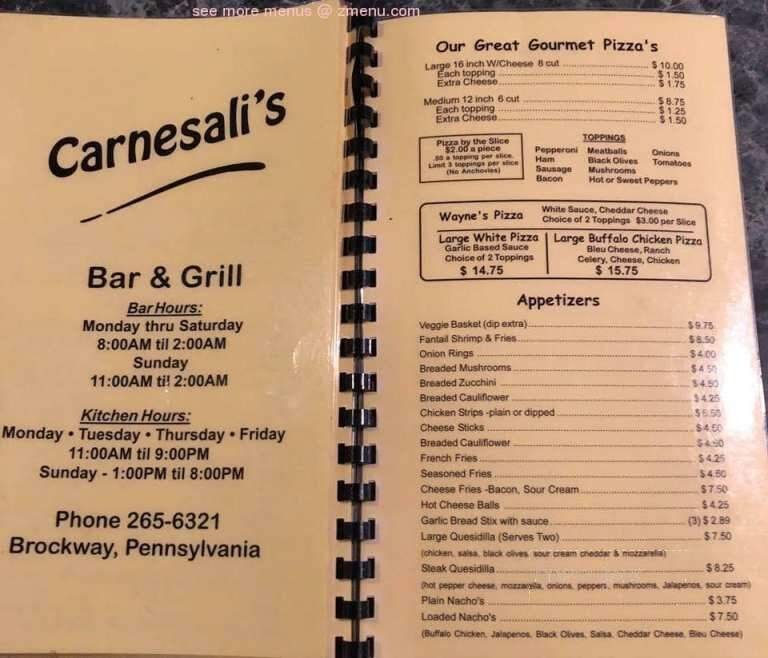 see more menus @ zmenu.com
Carnesali's
Bar & Grill
Bar Hours:
Monday thru Saturday
8:00AM til 2:00AM
Sunday
11:00AM til 2:00AM
Kitchen Hours:
Monday • Tuesday • Thursday • Friday
11:00AM til 9:00PM
Sunday - 1:00PM til 8:00PM
Phone 265-6321
Brockway, Pennsylvania
Our Great Gourmet Pizza's
Large 16 inch W/Cheese 8 cut $ 10.00
Each topping $ 1.50
Extra Cheese $ 1.75
Medium 12 inch 6 cut $ 8.75
Each topping $ 1.25
Extra Cheese $ 1.50
Pizza by the Slice
$2.00 a piece
a topping per slice.
Limit 3 toppings per slice
(No Anchovies)
TOPPINGS
Pepperoni Meatballs Onions
Ham Black Olives Tomatoes
Sausage Mushrooms
Bacon Hot or Sweet Peppers
Wayne's Pizza White Sauce, Cheddar Cheese
Choice of 2 Toppings $3.00 per Slice
Large White Pizza
Garlic Based Sauce
Choice of 2 Toppings
$ 14.75
Large Buffalo Chicken Pizza
Bleu Cheese, Ranch
Celery, Cheese, Chicken
$ 15.75
Appetizers
Veggie Basket (dip extra) $ 9.75
Fantail Shrimp & Fries $ 8.50
Onion Rings $ 4.00
Breaded Mushrooms $ 4.50
Breaded Zucchini $ 4.50
Breaded Cauliflower $ 4.25
Chicken Strips -plain or dipped
Cheese Sticks $ 4.50
Breaded Cauliflower $ 4.50
French Fries $ 4.25
Seasoned Fries $ 4.50
Cheese Fries -Bacon, Sour Cream $ 7.50
Hot Cheese Balls $ 4.25
Garlic Bread Stix with sauce (3) $ 2.89
Large Quesidilla (Serves Two) $ 7.50
(chicken, salsa, black olives, sour cream cheddar & mozzarella)
Steak Quesidilla $ 8.25
(hot pepper cheese, mozzarella, onions, peppers, mushrooms, Jalapenos, sour cream)
Plain Nacho's $ 3.75
Loaded Nacho's $ 7.50
(Buffalo Chicken, Jalapenos, Black Olives, Salsa, Cheddar Cheese, Bleu Cheese)